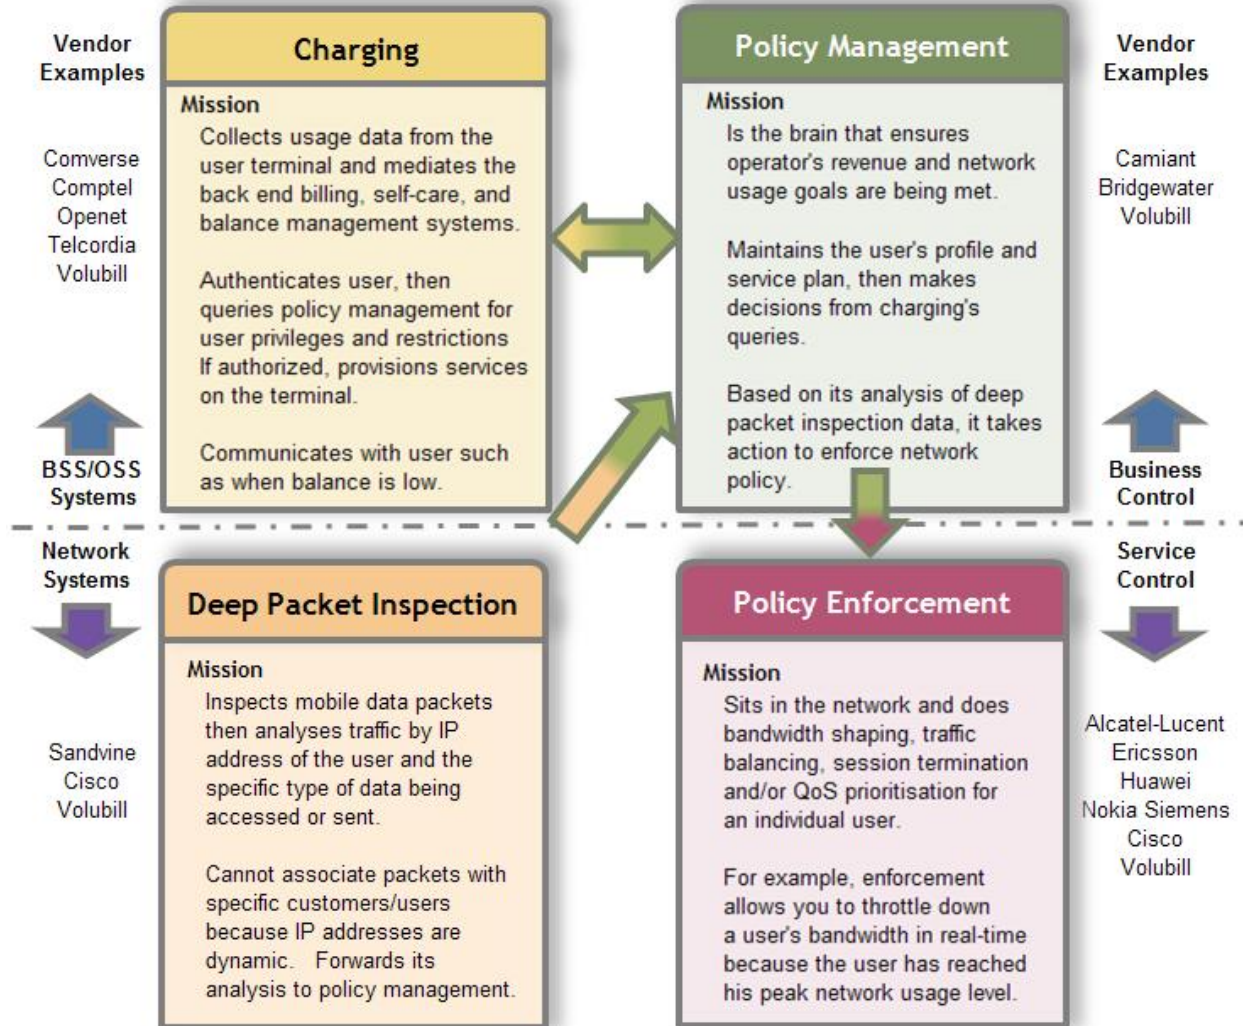 Vendor
Examples
Comverse
Comptel
Openet
Telcordia
Volubill
BSS/OSS
Systems
Charging
Mission
Collects usage data from the
user terminal and mediates the
back end billing, self-care, and
balance management systems.
Authenticates user, then
queries policy management for
user privileges and restrictions
If authorized, provisions services
on the terminal.
Communicates with user such
as when balance is low.
Policy Management
Mission
Is the brain that ensures
operator's revenue and network
usage goals are being met.
Maintains the user's profile and
service plan, then makes
decisions from charging's
queries.
Based on its analysis of deep
packet inspection data, it takes
action to enforce network
policy.
Vendor
Examples
Camiant
Bridgewater
Volubill
Business
Control
Network
Systems
Sandvine
Cisco
Volubill
Deep Packet Inspection
Mission
Inspects mobile data packets
then analyses traffic by IP
address of the user and the
specific type of data being
accessed or sent.
Cannot associate packets with
specific customers/users
because IP addresses are
dynamic. Forwards its
analysis to policy management.
Policy Enforcement
Mission
Sits in the network and does
bandwidth shaping, traffic
balancing, session termination
and/or QoS prioritisation for
an individual user.
For example, enforcement
allows you to throttle down
a user's bandwidth in real-time
because the user has reached
his peak network usage level.
Service
Control
Alcatel-Lucent
Ericsson
Huawei
Nokia Siemens
Cisco
Volubill